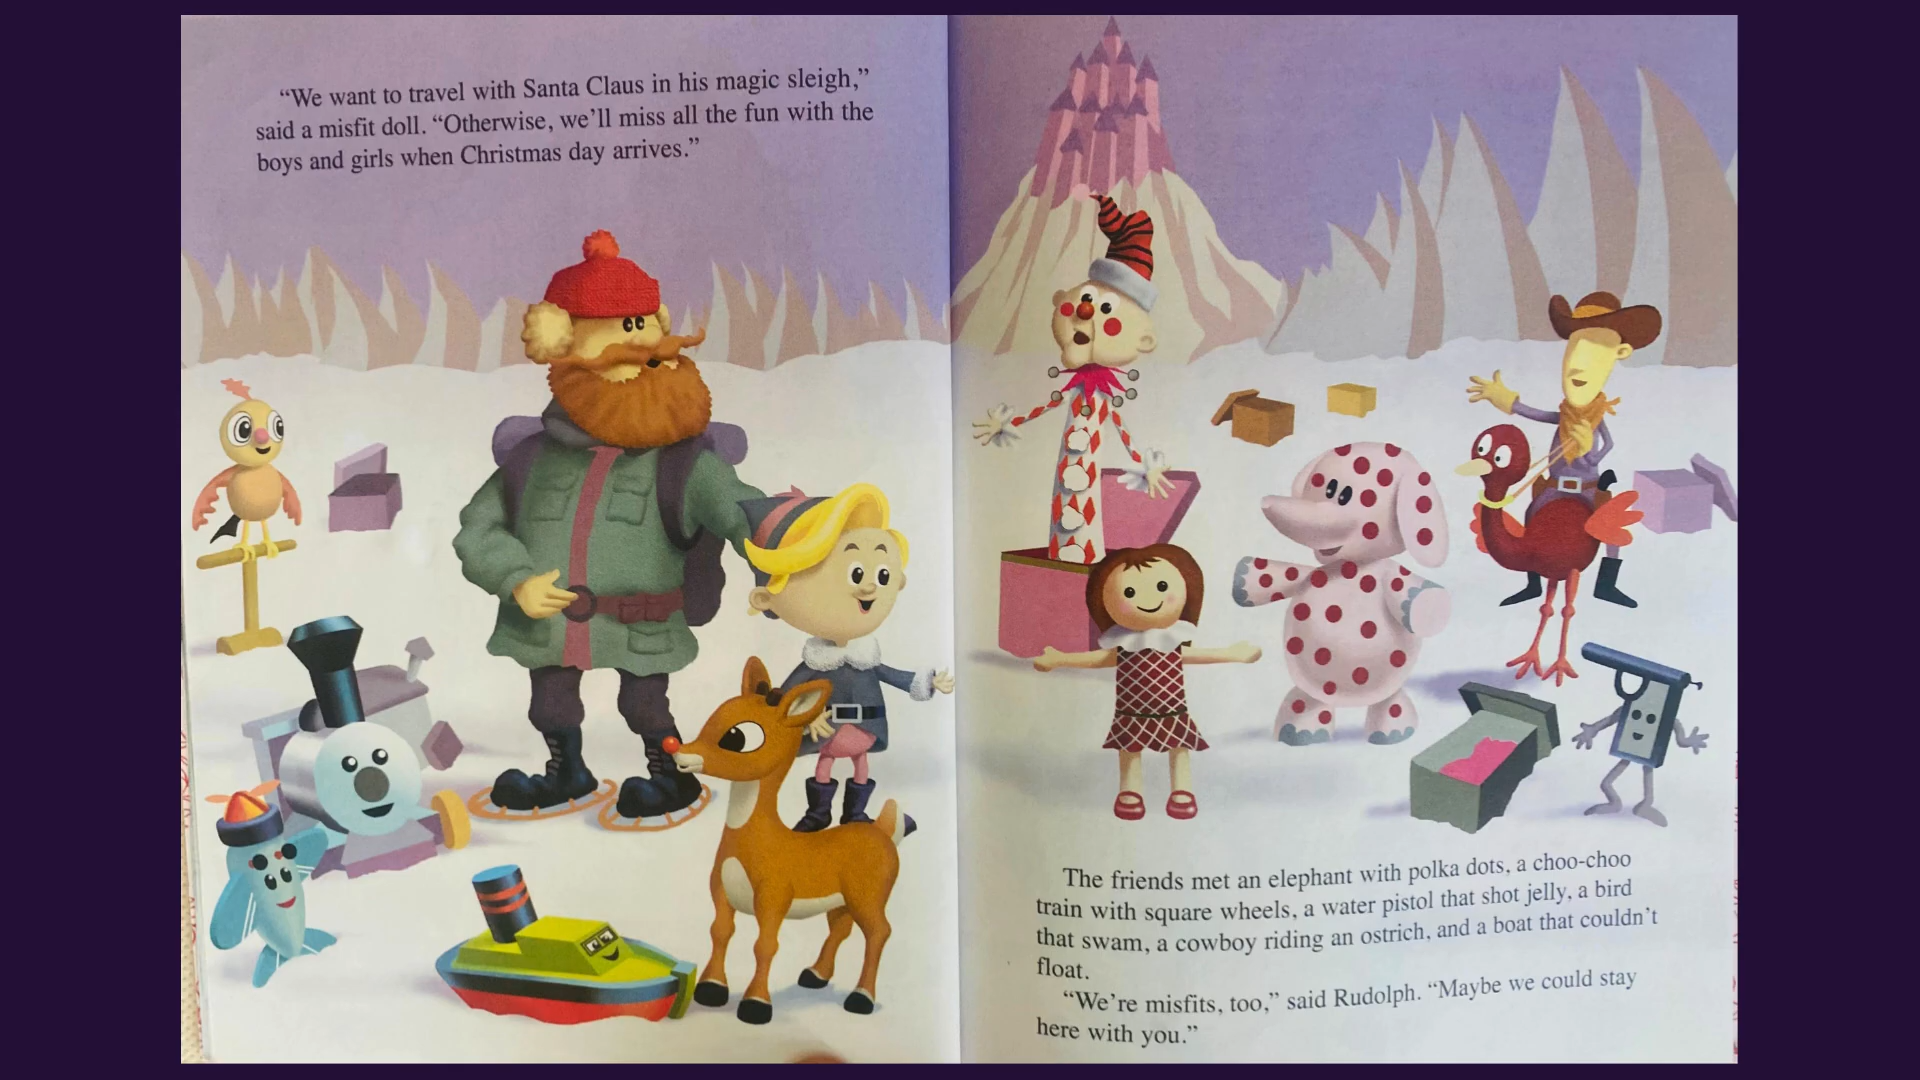 “We want to travel with Santa Claus in his magic sleigh,”
said a misfit doll. “Otherwise, we’ll miss all the fun with the
boys and girls when Christmas day arrives.”
The friends met an elephant with polka dots, a choo-choo
train with square wheels, a water pistol that shot jelly, a bird
that swam, a cowboy riding an ostrich, and a boat that couldn’t
float.
“We’re misfits, too,” said Rudolph. “Maybe we could stay
here with you.”